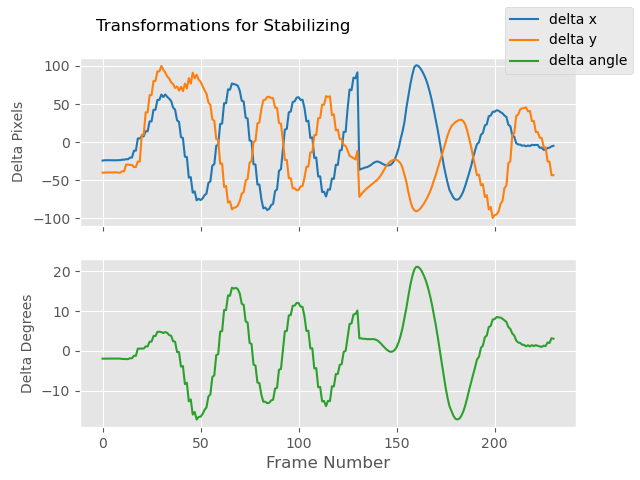 Transformations for Stabilizing
delta x
delta y
delta angle
Delta Pixels
100
50
0
−50
−100
Delta Degrees
20
10
0
−10
0
50
100
150
200
Frame Number